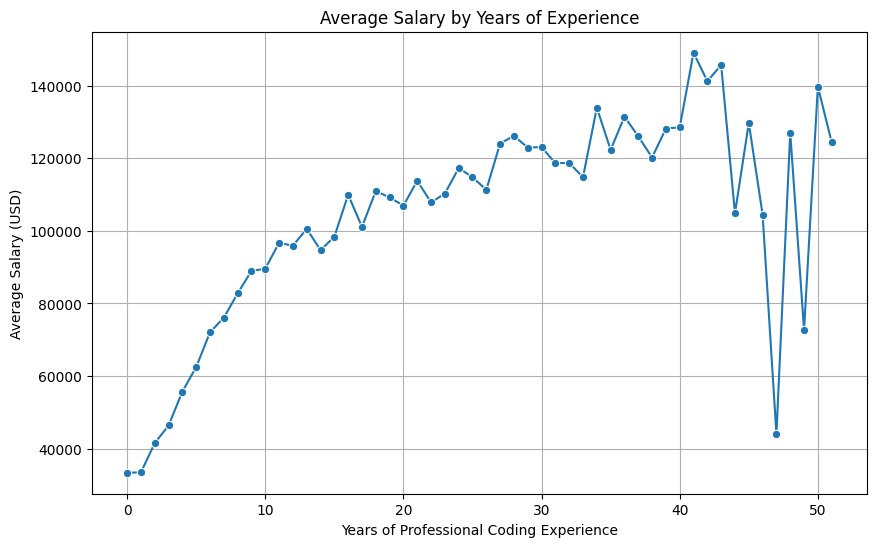 Average Salary by Years of Experience
Average Salary (USD)
140000
120000
100000
80000
60000
40000
0 10 20 30 40 50
Years of Professional Coding Experience